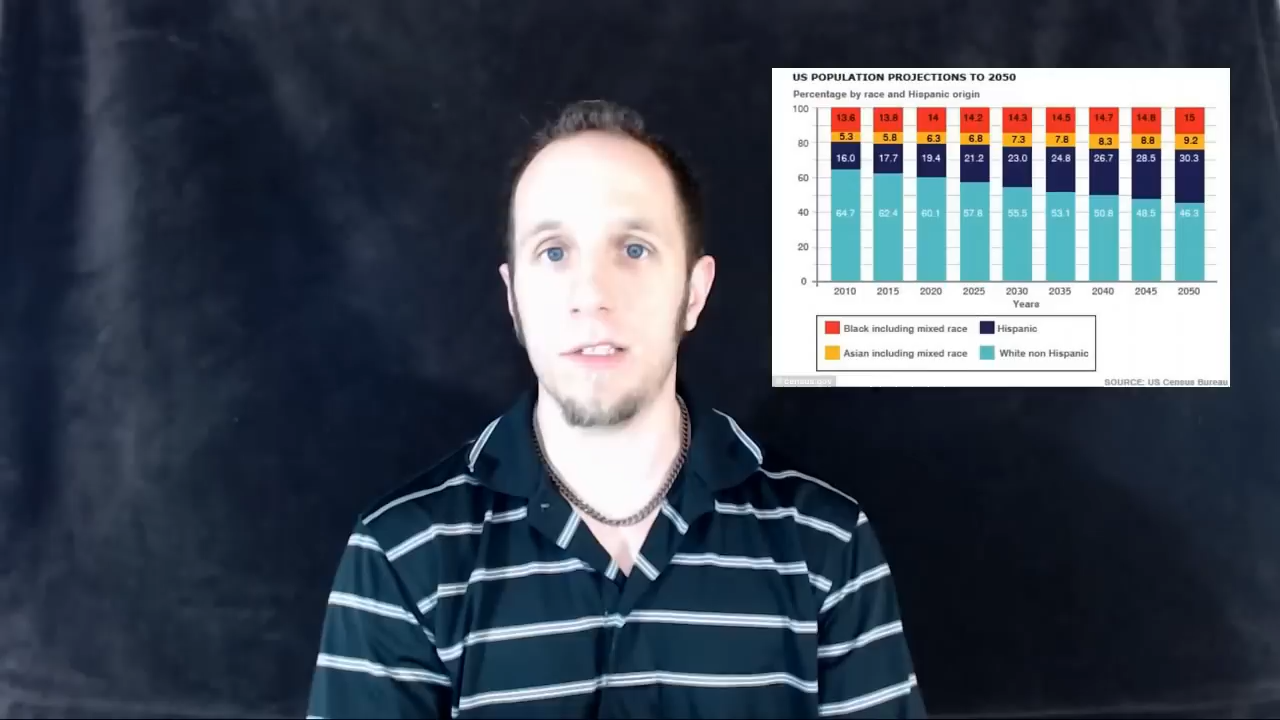 US POPULATION PROJECTIONS TO 2050
Percentage by race and Hispanic origin
100 13.6 13.8 14 14.2 14.3 14.5 14.7 14.8 15
5.3 5.8 6.3 6.8 7.3 7.8 8.3 8.8 9.2
80
16.0 17.7 19.4 21.2 23.0 24.8 26.7 28.5 30.3
60
40 64.7 62.4 60.1 57.8 55.5 53.1 50.8 48.5 46.3
20
0
2010 2015 2020 2025 2030 2035 2040 2045 2050
Years
Black including mixed race Hispanic
Asian including mixed race White non Hispanic
© census.gov SOURCE: US Census Bureau